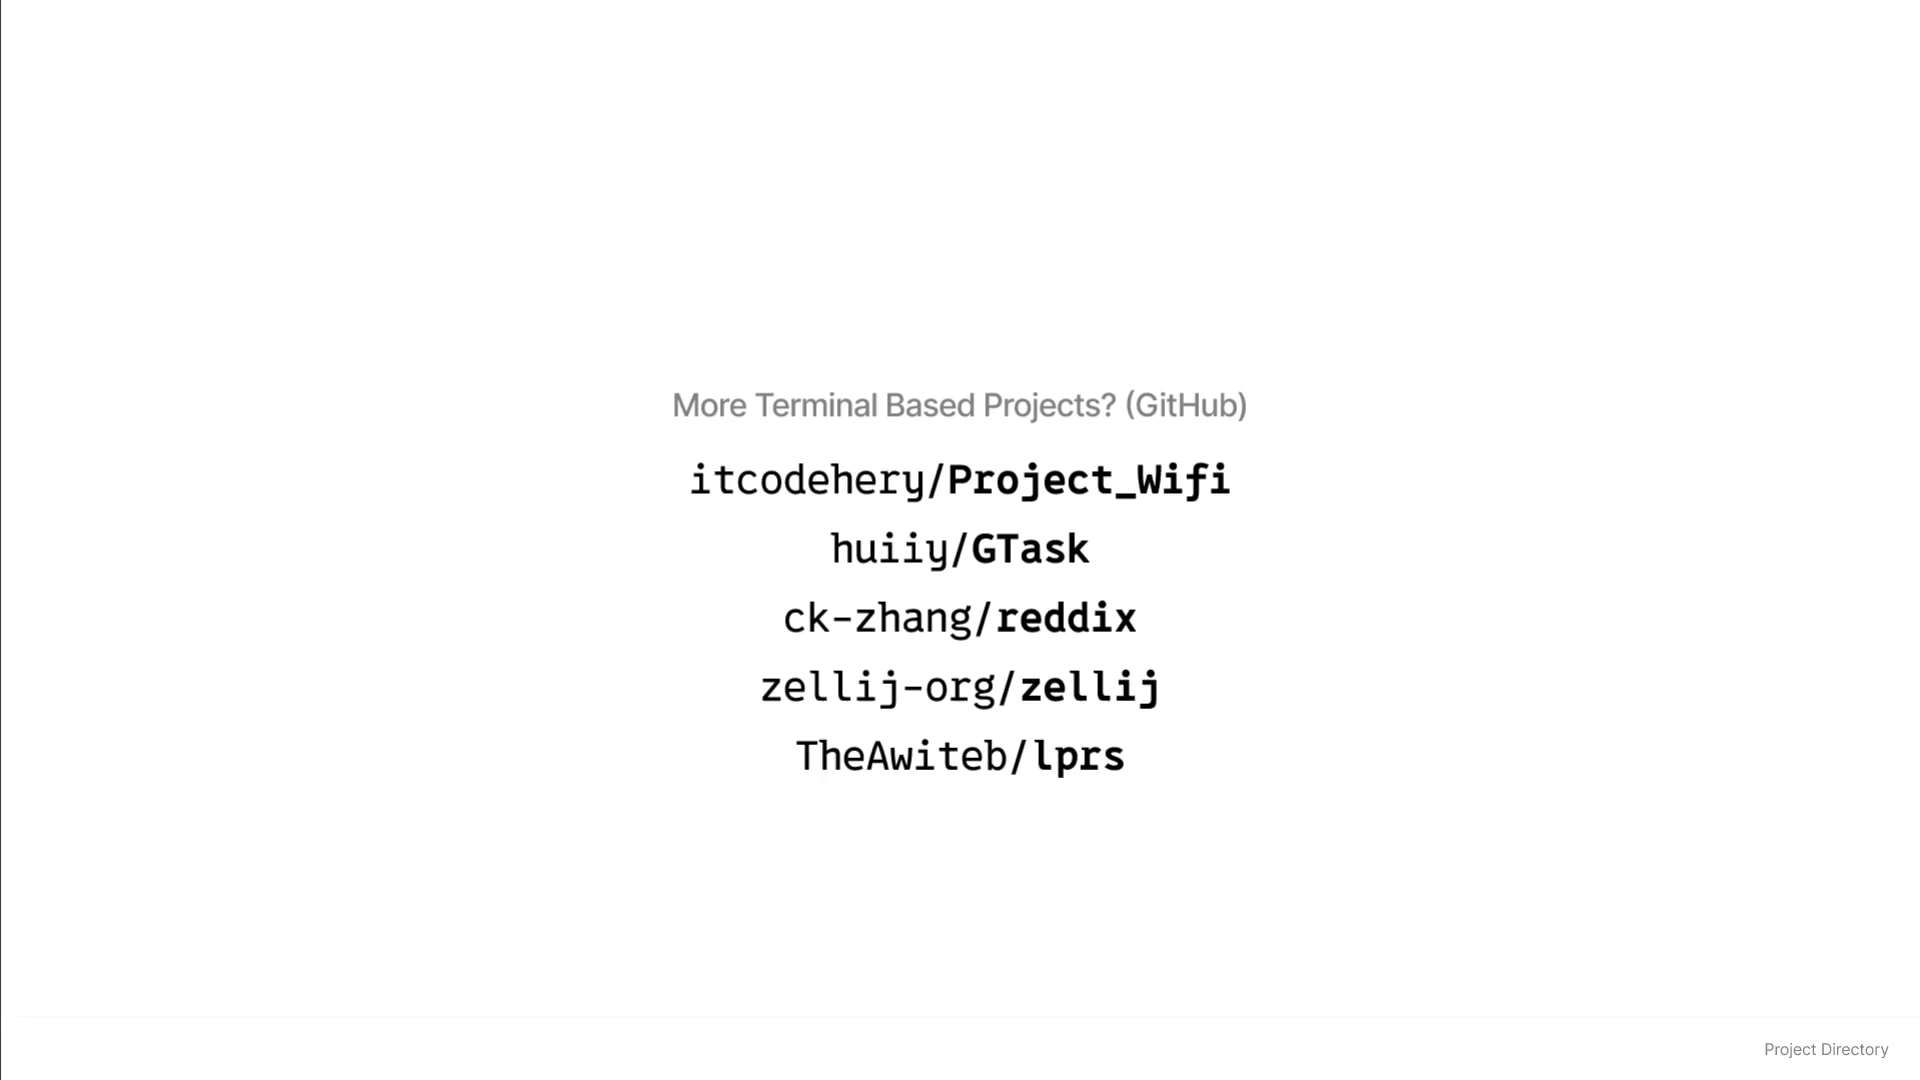 More Terminal Based Projects? (GitHub)
itcodehery/Project_Wifi
huiiy/GTask
ck-zhang/reddix
zellij-org/zellij
TheAwiteb/lprs
Project Directory